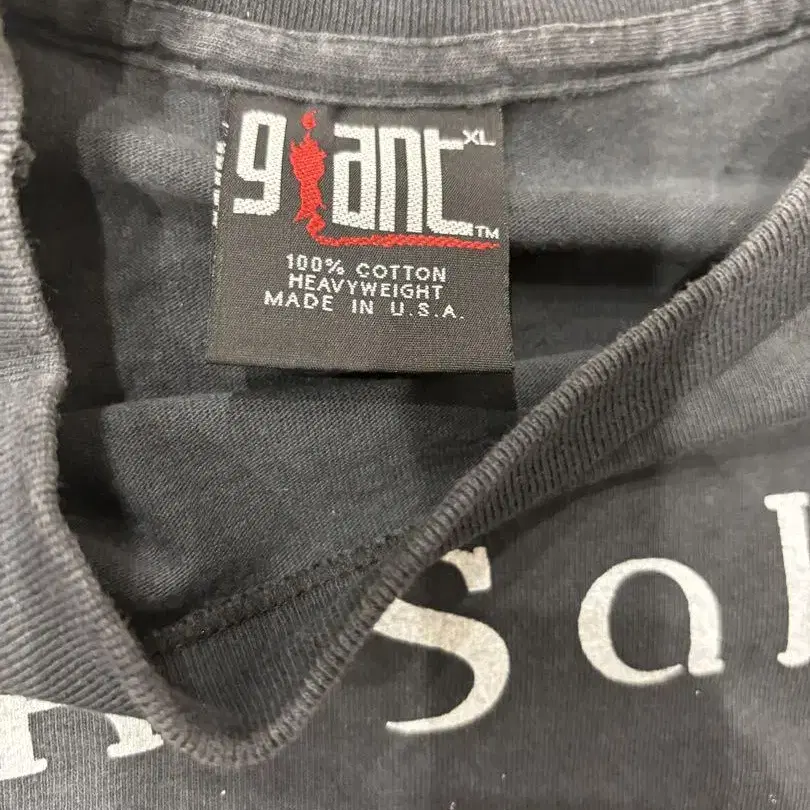 giant XL TM
100% COTTON
HEAVYWEIGHT
MADE IN U.S.A.